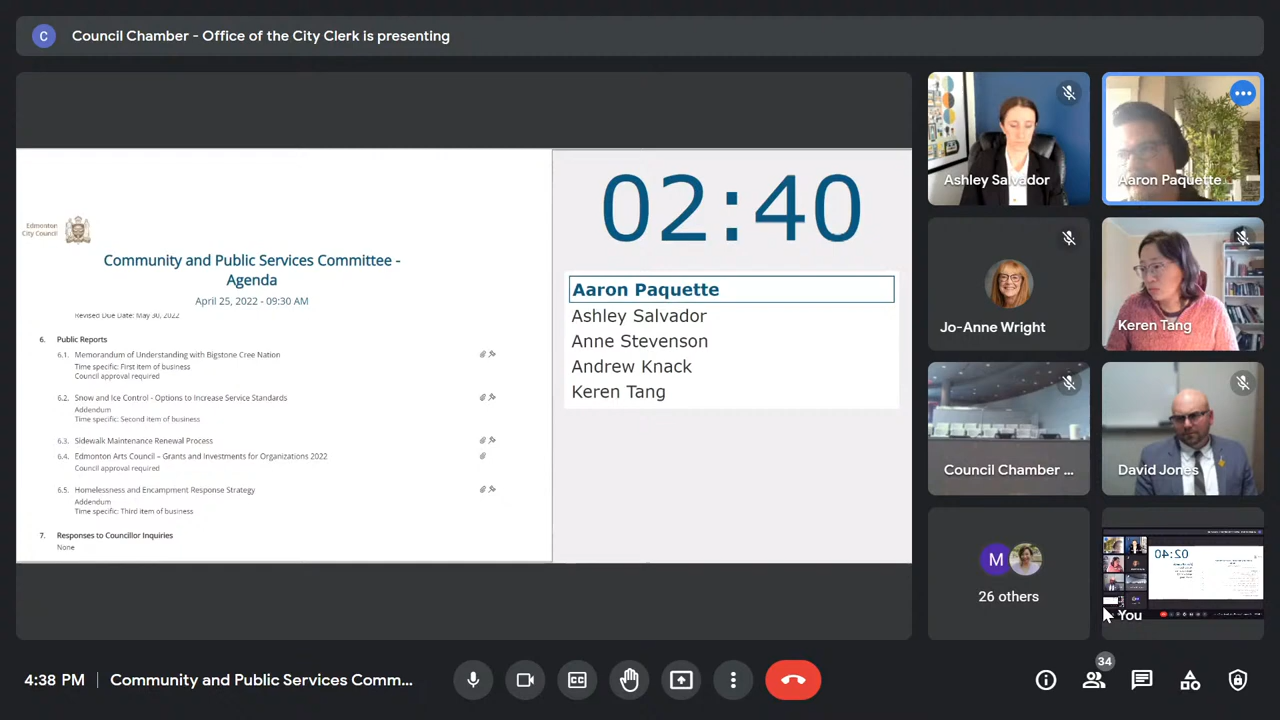 C
Council Chamber - Office of the City Clerk is presenting
Edmonton
City Council
Community and Public Services Committee -
Agenda
April 25, 2022 - 09:30 AM
Revised Due Date: May 30, 2022
6. Public Reports
6.1. Memorandum of Understanding with Bigstone Cree Nation
Time specific: First item of business
Council approval required
6.2. Snow and Ice Control - Options to Increase Service Standards
Addendum
Time specific: Second item of business
6.3. Sidewalk Maintenance Renewal Process
6.4. Edmonton Arts Council – Grants and Investments for Organizations 2022
Council approval required
6.5. Homelessness and Encampment Response Strategy
Addendum
Time specific: Third item of business
7. Responses to Councillor Inquiries
None
02:40
Aaron Paquette
Ashley Salvador
Anne Stevenson
Andrew Knack
Keren Tang
Ashley Salvador
Aaron Paquette
Jo-Anne Wright
Keren Tang
Council Chamber ...
David Jones
M
26 others
You
4:38 PM
Community and Public Services Comm...
34